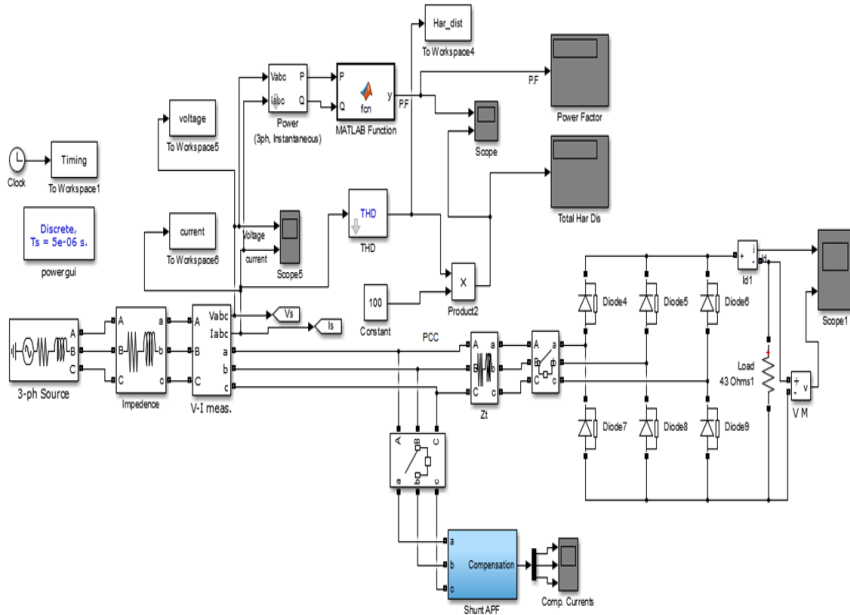 Har_dist
To Workspace4
Vabc
P
Iabc
Q
Power
(3ph, Instantaneous)
P
Q
fcn
y
MATLAB Function
P.F
P.F
Power Factor
Scope
voltage
To Workspace5
Clock
Timing
To Workspace1
Discrete,
Ts = 5e-06 s.
powergui
current
To Workspace6
Voltage
current
Scope5
THD
THD
Total Har Dis
100
Constant
X
Product2
A
B
C
3-ph Source
A
B
C
a
b
c
Impedence
A
B
C
Vabc
Iabc
a
b
c
V-I meas.
Vs
Is
PCC
A
B
C
a
b
c
Zt
A
B
C
a
b
c
Diode4
Diode5
Diode6
Diode7
Diode8
Diode9
+
-
i
Id1
Scope1
Load
43 Ohms1
+
-
v
V M
A
B
C
a
b
c
a
b
c
Compensation
Shunt APF
Comp. Currents